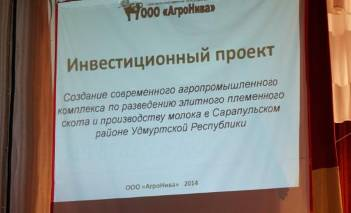 ООО «АгроНива»
Инвестиционный проект
Создание современного агропромышленного
комплекса по разведению элитного племенного
скота и производству молока в Сарапульском
районе Удмуртской Республики
ООО «АгроНива» 2014